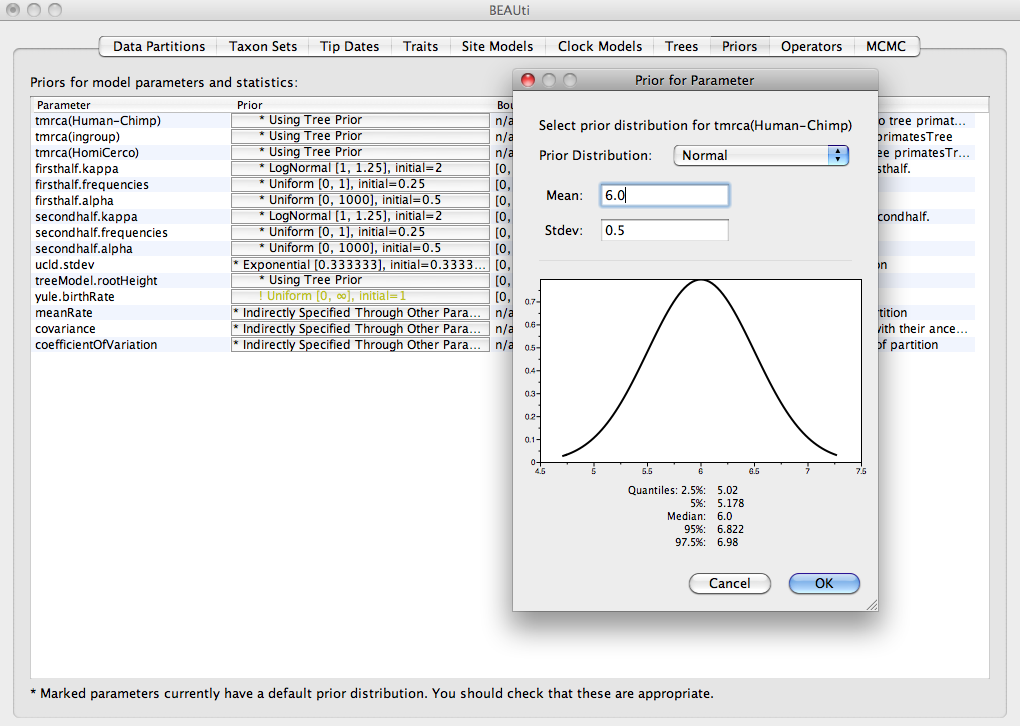 BEAUti
Data Partitions Taxon Sets Tip Dates Traits Site Models Clock Models Trees Priors Operators MCMC
Priors for model parameters and statistics:
Parameter Prior Bou
tmrca(Human-Chimp) * Using Tree Prior n/a o tree primat...
tmrca(ingroup) * Using Tree Prior n/a primatesTree
tmrca(HomiCerco) * Using Tree Prior n/a ee primatesTr...
firsthalf.kappa * LogNormal [1, 1.25], initial=2 [0, sthalf.
firsthalf.frequencies * Uniform [0, 1], initial=0.25 [0,
firsthalf.alpha * Uniform [0, 1000], initial=0.5 [0,
secondhalf.kappa * LogNormal [1, 1.25], initial=2 [0, condhalf.
secondhalf.frequencies * Uniform [0, 1], initial=0.25 [0,
secondhalf.alpha * Uniform [0, 1000], initial=0.5 [0,
ucld.stdev * Exponential [0.333333], initial=0.3333... [0, on
treeModel.rootHeight * Using Tree Prior [0,
yule.birthRate ! Uniform [0, ∞], initial=1 [0,
meanRate * Indirectly Specified Through Other Para... n/a rtition
covariance * Indirectly Specified Through Other Para... n/a with their ance...
coefficientOfVariation * Indirectly Specified Through Other Para... n/a of partition
Prior for Parameter
Select prior distribution for tmrca(Human-Chimp)
Prior Distribution: Normal
Mean: 6.0
Stdev: 0.5
0.7
0.6
0.5
0.4
0.3
0.2
0.1
0
4.5 5 5.5 6 6.5 7 7.5
Quantiles: 2.5%: 5.02
5%: 5.178
Median: 6.0
95%: 6.822
97.5%: 6.98
Cancel OK
* Marked parameters currently have a default prior distribution. You should check that these are appropriate.